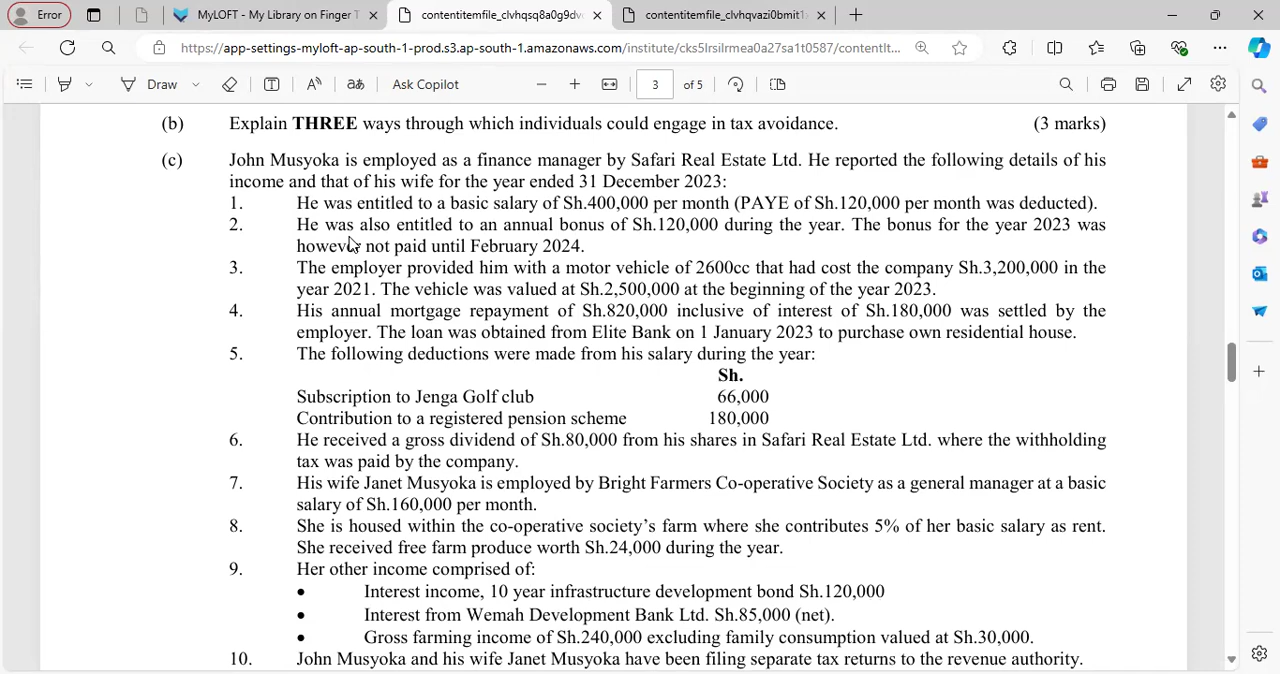 Error
MyLOFT - My Library on Finger T
contentitemfile_clvhqsq8a0g9dv
contentitemfile_clvhqvazi0bmit1
https://app-settings-myloft-ap-south-1-prod.s3.ap-south-1.amazonaws.com/institute/cks5lrsilrmea0a27sa1t0587/contentIt...
Draw
aあ
Ask Copilot
3 of 5
(b) Explain THREE ways through which individuals could engage in tax avoidance. (3 marks)
(c) John Musyoka is employed as a finance manager by Safari Real Estate Ltd. He reported the following details of his
income and that of his wife for the year ended 31 December 2023:
1. He was entitled to a basic salary of Sh.400,000 per month (PAYE of Sh.120,000 per month was deducted).
2. He was also entitled to an annual bonus of Sh.120,000 during the year. The bonus for the year 2023 was
however not paid until February 2024.
3. The employer provided him with a motor vehicle of 2600cc that had cost the company Sh.3,200,000 in the
year 2021. The vehicle was valued at Sh.2,500,000 at the beginning of the year 2023.
4. His annual mortgage repayment of Sh.820,000 inclusive of interest of Sh.180,000 was settled by the
employer. The loan was obtained from Elite Bank on 1 January 2023 to purchase own residential house.
5. The following deductions were made from his salary during the year:
Sh.
Subscription to Jenga Golf club 66,000
Contribution to a registered pension scheme 180,000
6. He received a gross dividend of Sh.80,000 from his shares in Safari Real Estate Ltd. where the withholding
tax was paid by the company.
7. His wife Janet Musyoka is employed by Bright Farmers Co-operative Society as a general manager at a basic
salary of Sh.160,000 per month.
8. She is housed within the co-operative society's farm where she contributes 5% of her basic salary as rent.
She received free farm produce worth Sh.24,000 during the year.
9. Her other income comprised of:
• Interest income, 10 year infrastructure development bond Sh.120,000
• Interest from Wemah Development Bank Ltd. Sh.85,000 (net).
• Gross farming income of Sh.240,000 excluding family consumption valued at Sh.30,000.
10. John Musyoka and his wife Janet Musyoka have been filing separate tax returns to the revenue authority.